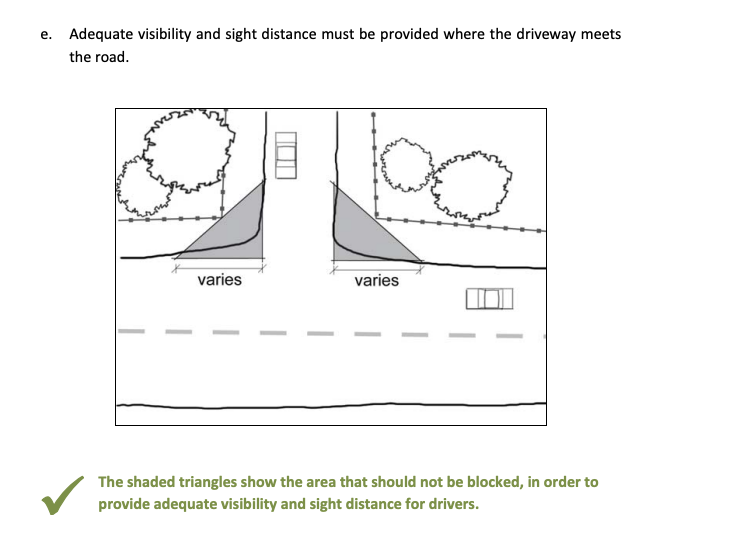 e. Adequate visibility and sight distance must be provided where the driveway meets
the road.
varies
varies
The shaded triangles show the area that should not be blocked, in order to
provide adequate visibility and sight distance for drivers.